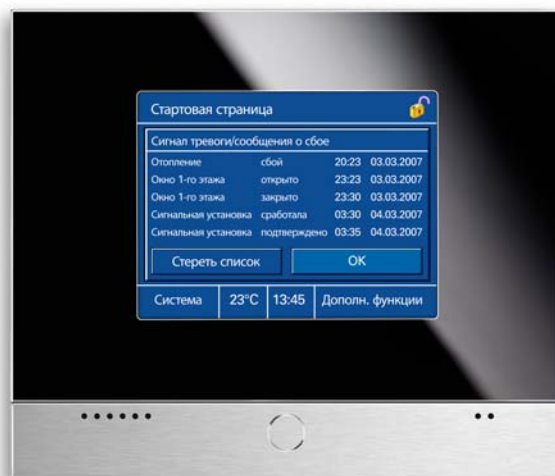 Стартовая страница
Сигнал тревоги/сообщения о сбое
Отопление сбой 20:23 03.03.2007
Окно 1-го этажа открыто 23:23 03.03.2007
Окно 1-го этажа закрыто 23:30 03.03.2007
Сигнальная установка сработала 03:30 04.03.2007
Сигнальная установка подтверждено 03:35 04.03.2007
Стереть список OK
Система 23°C 13:45 Дополн. функции